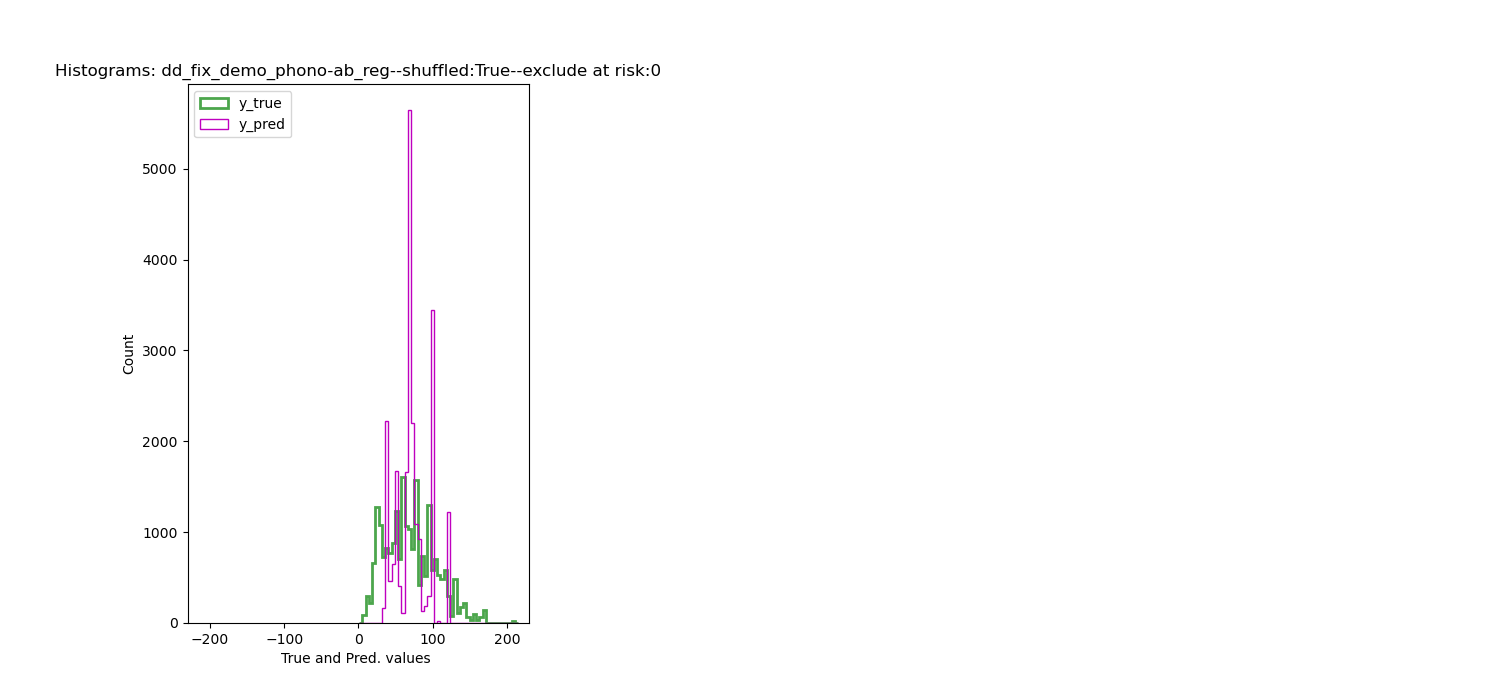 Histograms: dd_fix_demo_phono-ab_reg--shuffled:True--exclude at risk:0
y_true
y_pred
5000
4000
3000
2000
1000
0
Count
−200 −100 0 100 200
True and Pred. values